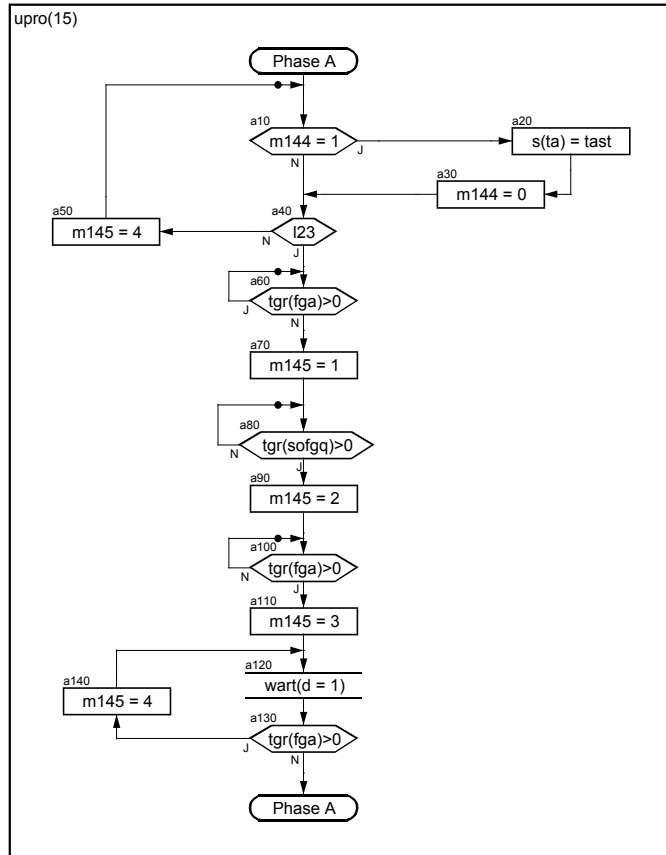 upro(15)
Phase A
a10
m144 = 1
J
N
a20
s(ta) = tast
a30
m144 = 0
a40
l23
N
J
a50
m145 = 4
a60
tgr(fga)>0
J
N
a70
m145 = 1
a80
tgr(sofgq)>0
N
J
a90
m145 = 2
a100
tgr(fga)>0
N
J
a110
m145 = 3
a120
wart(d = 1)
a140
m145 = 4
a130
tgr(fga)>0
J
N
Phase A